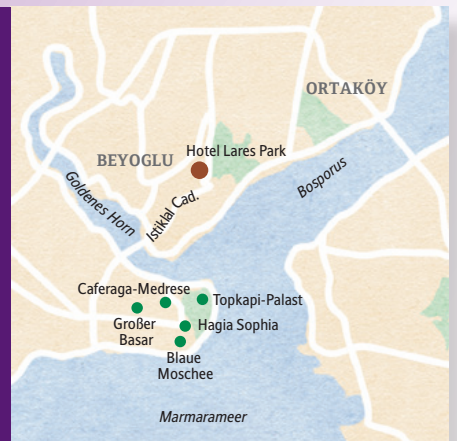 ORTAKÖY
Hotel Lares Park
BEYOGLU
Bosporus
Goldenes Horn
Istiklal Cad.
Caferaga-Medrese
Topkapi-Palast
Großer
Basar
Hagia Sophia
Blaue
Moschee
Marmarameer